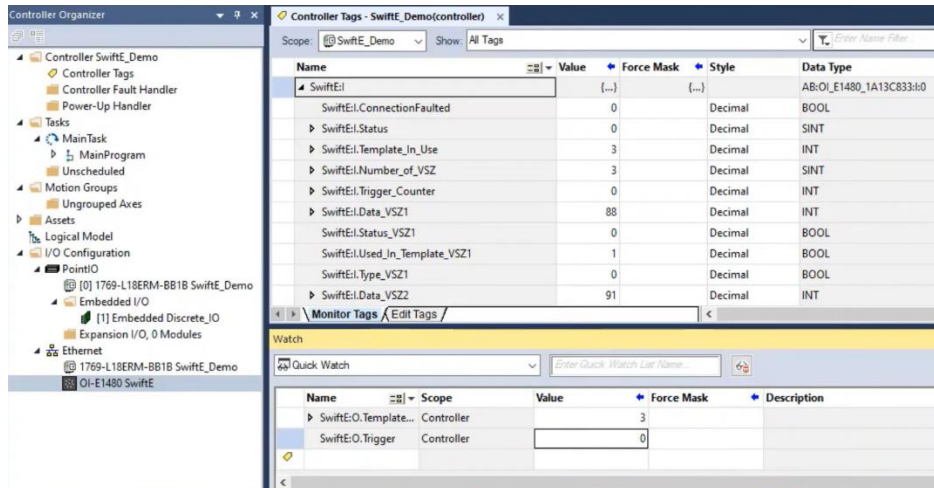 Controller Organizer
Controller Tags - SwiftE_Demo(controller)
Scope: SwiftE_Demo Show: All Tags Enter Name Filter
Controller SwiftE_Demo
Controller Tags
Controller Fault Handler
Power-Up Handler
Tasks
MainTask
MainProgram
Unscheduled
Motion Groups
Ungrouped Axes
Assets
Logical Model
I/O Configuration
PointIO
[0] 1769-L18ERM-BB1B SwiftE_Demo
Embedded I/O
[1] Embedded Discrete_IO
Expansion I/O, 0 Modules
Ethernet
1769-L18ERM-BB1B SwiftE_Demo
OI-E1480 SwiftE
Name Value Force Mask Style Data Type
SwiftE:I {...} {...} AB:OI_E1480_1A13C833:I:0
SwiftE:I.ConnectionFaulted 0 Decimal BOOL
SwiftE:I.Status 0 Decimal SINT
SwiftE:I.Template_In_Use 3 Decimal INT
SwiftE:I.Number_of_VSZ 3 Decimal SINT
SwiftE:I.Trigger_Counter 0 Decimal INT
SwiftE:I.Data_VSZ1 88 Decimal INT
SwiftE:I.Status_VSZ1 0 Decimal BOOL
SwiftE:I.Used_In_Template_VSZ1 1 Decimal BOOL
SwiftE:I.Type_VSZ1 0 Decimal BOOL
SwiftE:I.Data_VSZ2 91 Decimal INT
Monitor Tags Edit Tags
Watch
Quick Watch Enter Quick Watch List Name...
Name Scope Value Force Mask Description
SwiftE:O.Template... Controller 3
SwiftE:O.Trigger Controller 0